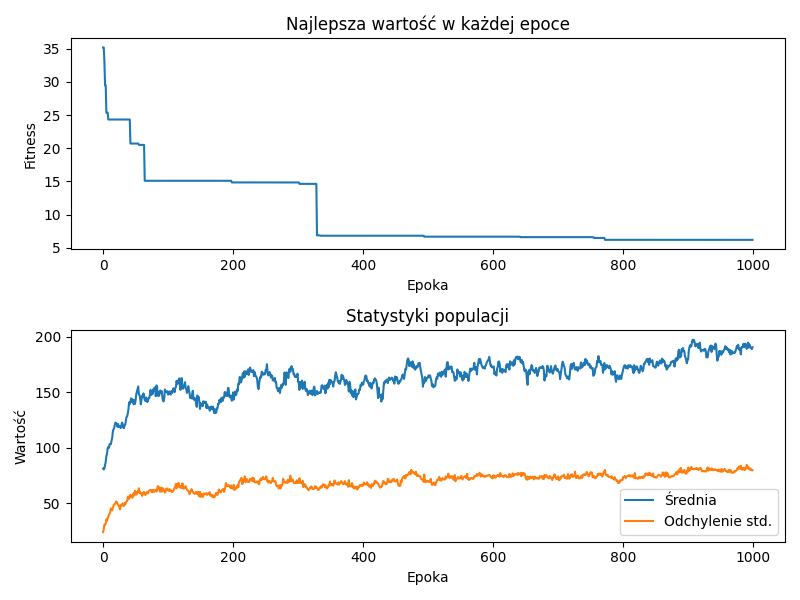 Najlepsza wartość w każdej epoce
35
30
25
20
15
10
5
Fitness
0 200 400 600 800 1000
Epoka
Statystyki populacji
200
150
100
50
Wartość
Średnia
Odchylenie std.
0 200 400 600 800 1000
Epoka